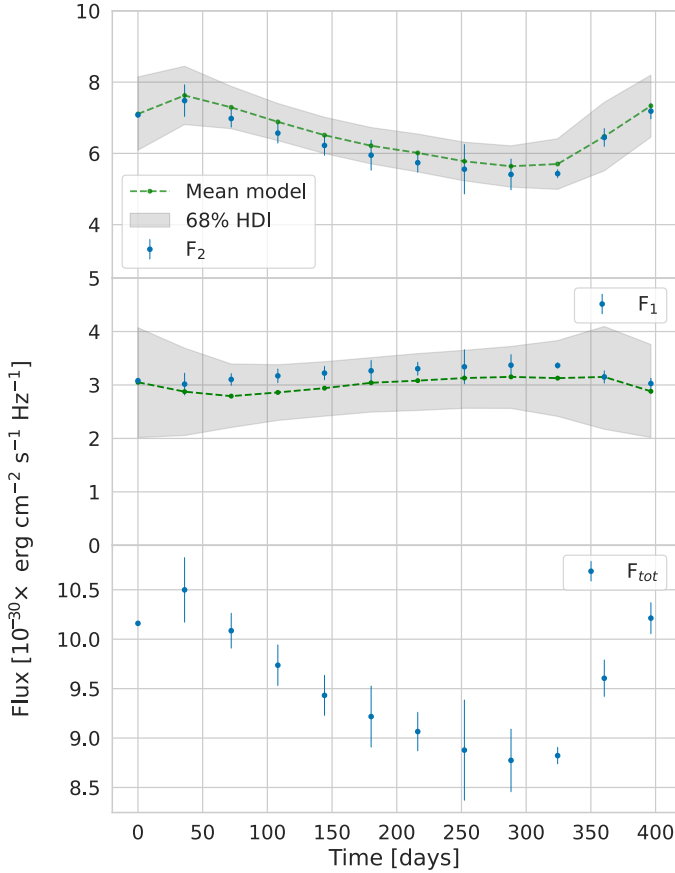 10
8
6
4
Mean model
68% HDI
F₂
5
4
3
2
1
0
F₁
10.5
10.0
9.5
9.0
8.5
F_tot
0 50 100 150 200 250 300 350 400
Time [days]
Flux [10⁻³⁰× erg cm⁻² s⁻¹ Hz⁻¹]